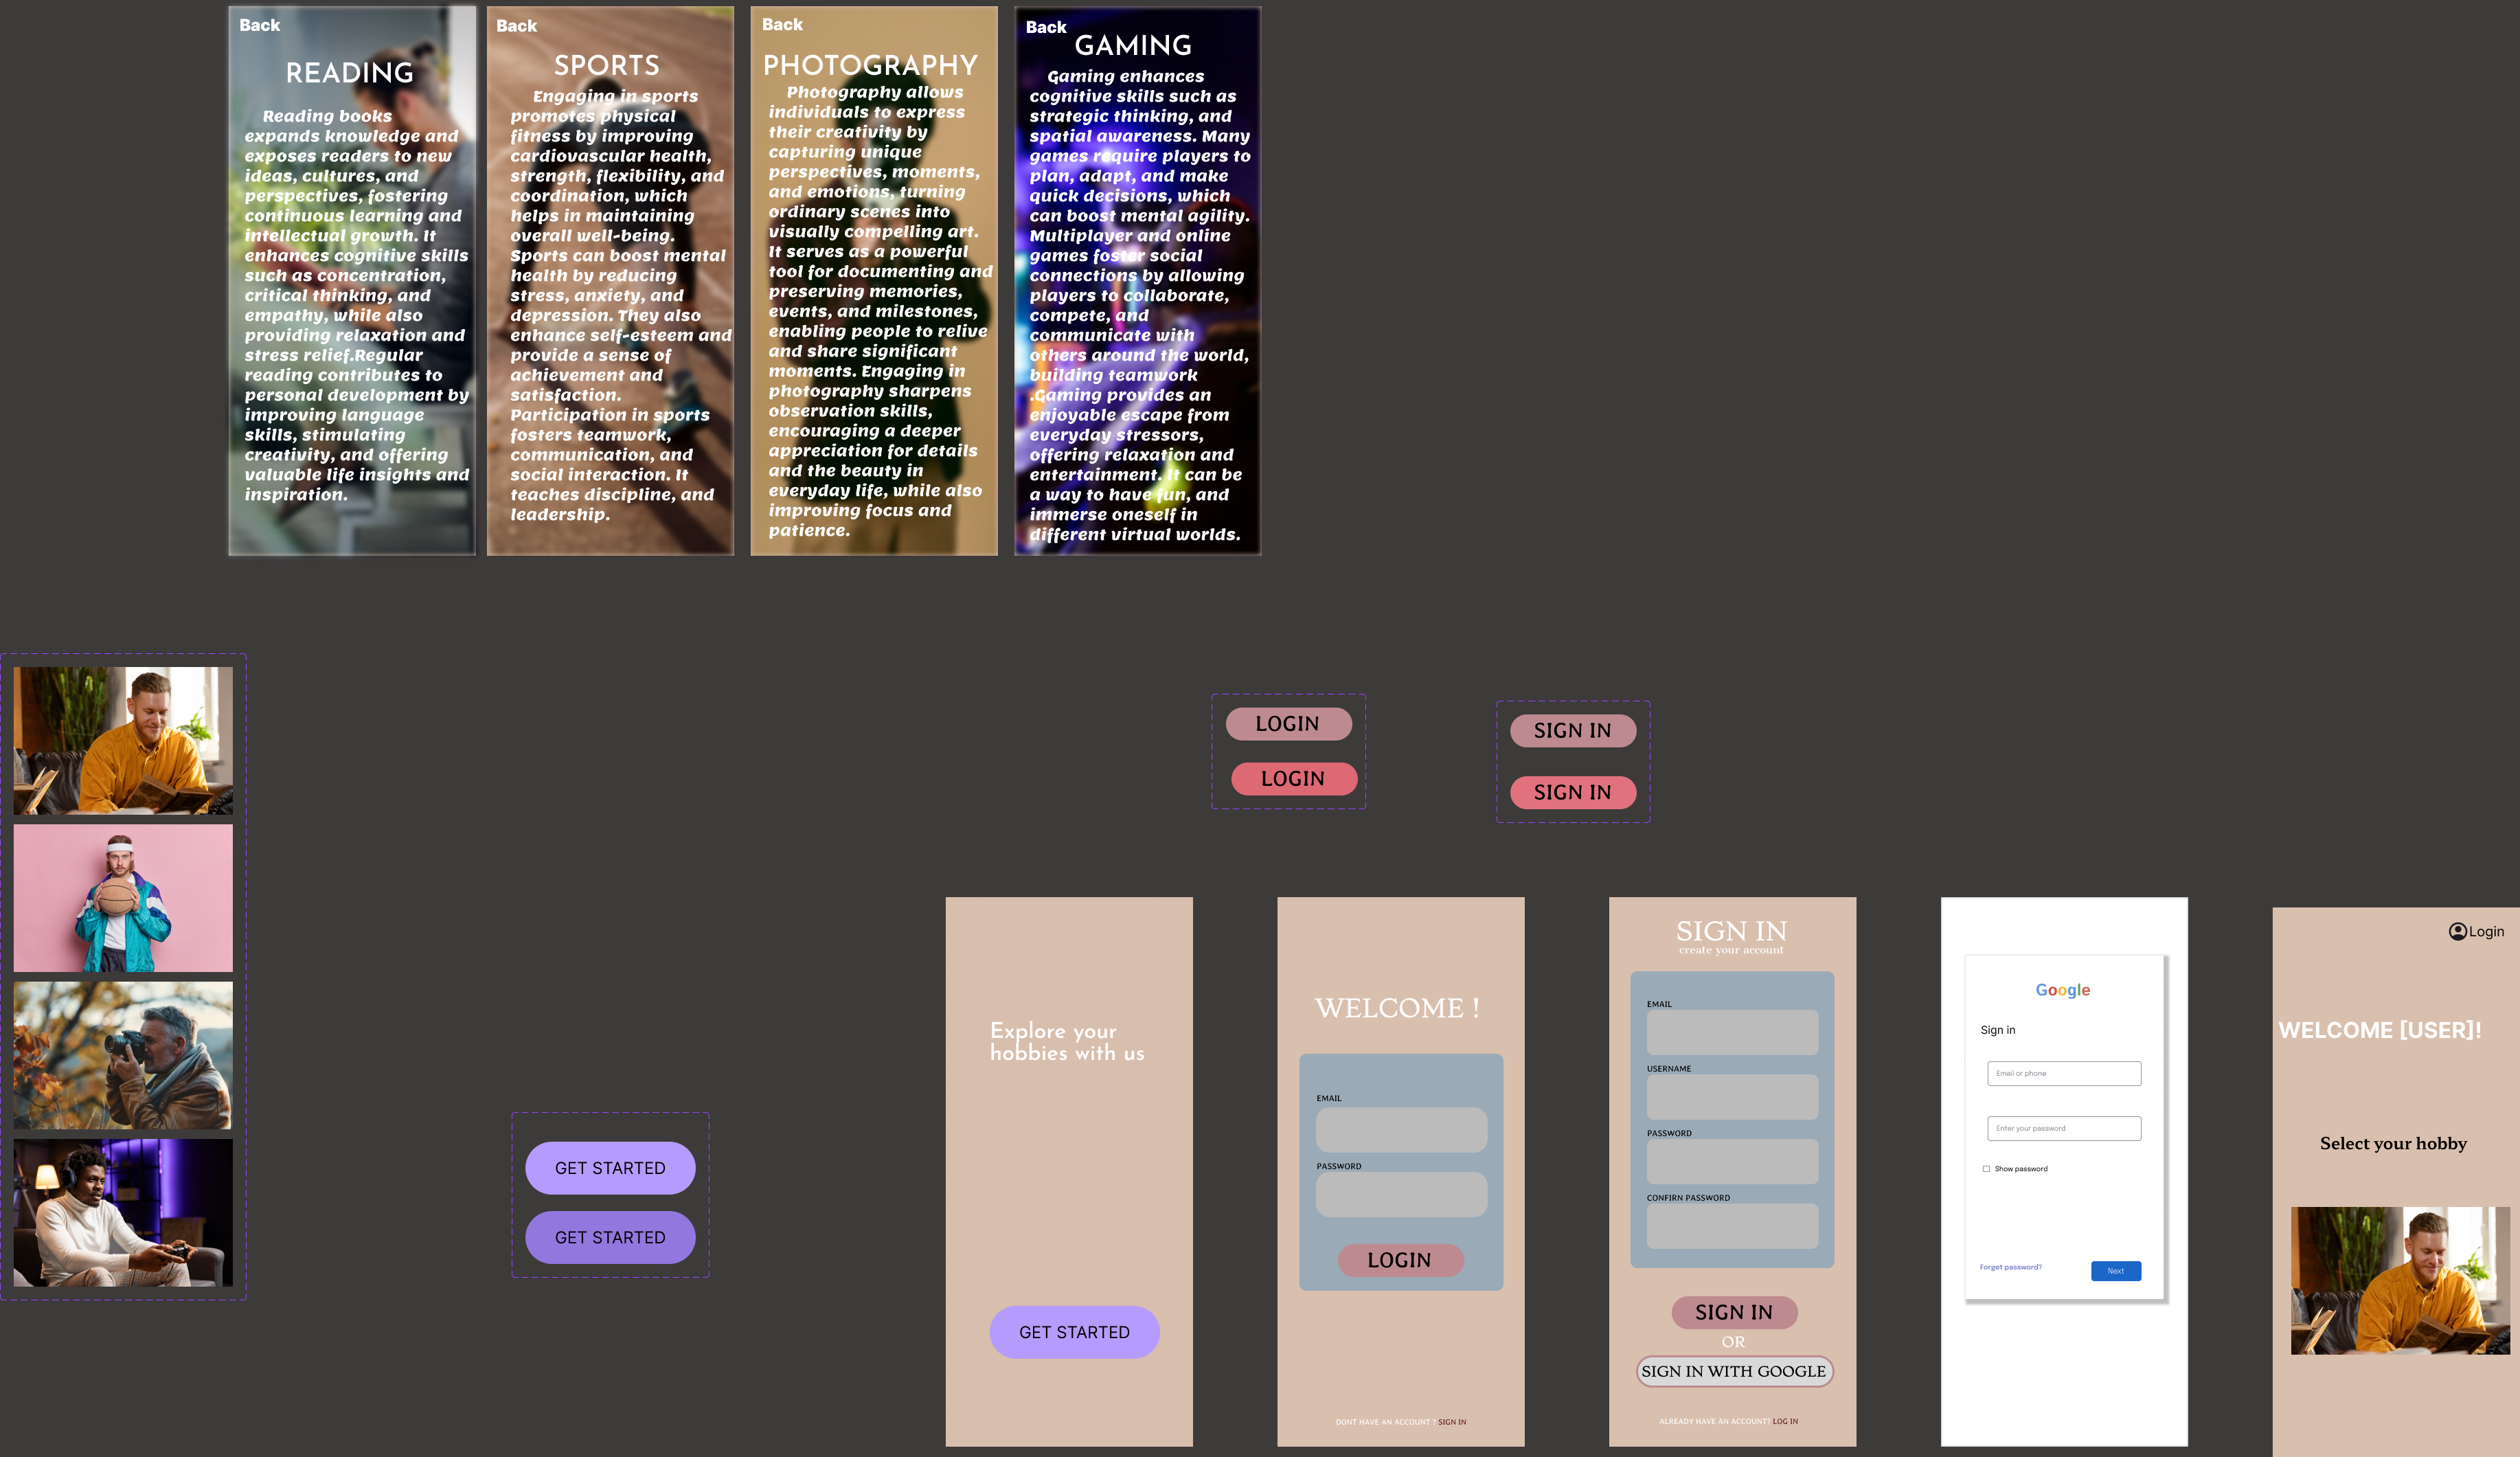 Back
READING
Reading books
expands knowledge and
exposes readers to new
ideas, cultures, and
perspectives, fostering
continuous learning and
intellectual growth. It
enhances cognitive skills
such as concentration,
critical thinking, and
empathy, while also
providing relaxation and
stress relief.Regular
reading contributes to
personal development by
improving language
skills, stimulating
creativity, and offering
valuable life insights and
inspiration.
Back
SPORTS
Engaging in sports
promotes physical
fitness by improving
cardiovascular health,
strength, flexibility, and
coordination, which
helps in maintaining
overall well-being.
Sports can boost mental
health by reducing
stress, anxiety, and
depression. They also
enhance self-esteem and
provide a sense of
achievement and
satisfaction.
Participation in sports
fosters teamwork,
communication, and
social interaction. It
teaches discipline, and
leadership.
Back
PHOTOGRAPHY
Photography allows
individuals to express
their creativity by
capturing unique
perspectives, moments,
and emotions, turning
ordinary scenes into
visually compelling art.
It serves as a powerful
tool for documenting and
preserving memories,
events, and milestones,
enabling people to relive
and share significant
moments. Engaging in
photography sharpens
observation skills,
encouraging a deeper
appreciation for details
and the beauty in
everyday life, while also
improving focus and
patience.
Back
GAMING
Gaming enhances
cognitive skills such as
strategic thinking, and
spatial awareness. Many
games require players to
plan, adapt, and make
quick decisions, which
can boost mental agility.
Multiplayer and online
games foster social
connections by allowing
players to collaborate,
compete, and
communicate with
others around the world,
building teamwork
.Gaming provides an
enjoyable escape from
everyday stressors,
offering relaxation and
entertainment. It can be
a way to have fun, and
immerse oneself in
different virtual worlds.
LOGIN
LOGIN
SIGN IN
SIGN IN
GET STARTED
GET STARTED
Explore your
hobbies with us
GET STARTED
WELCOME !
EMAIL
PASSWORD
LOGIN
DONT HAVE AN ACCOUNT ? SIGN IN
SIGN IN
create your account
EMAIL
USERNAME
PASSWORD
CONFIRN PASSWORD
SIGN IN
OR
SIGN IN WITH GOOGLE
ALREADY HAVE AN ACCOUNT? LOG IN
Google
Sign in
Email or phone
Enter your password
Show password
Forget password?
Next
Login
WELCOME [USER]!
Select your hobby